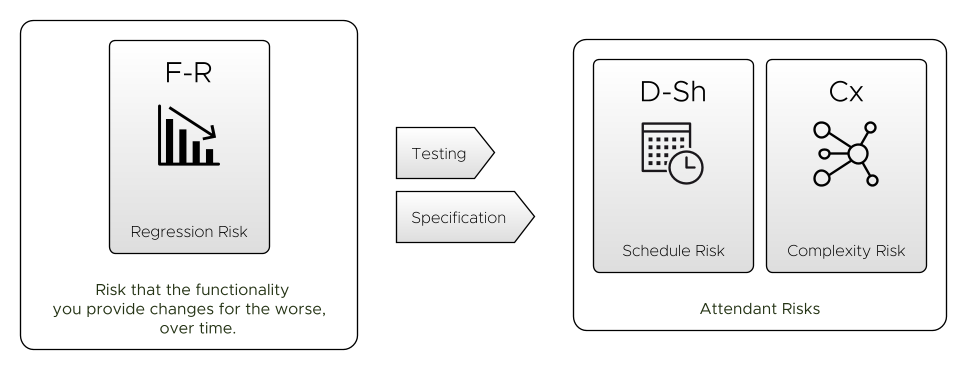 F-R
Regression Risk
Risk that the functionality
you provide changes for the worse,
over time.
Testing
Specification
D-Sh
Schedule Risk
Cx
Complexity Risk
Attendant Risks